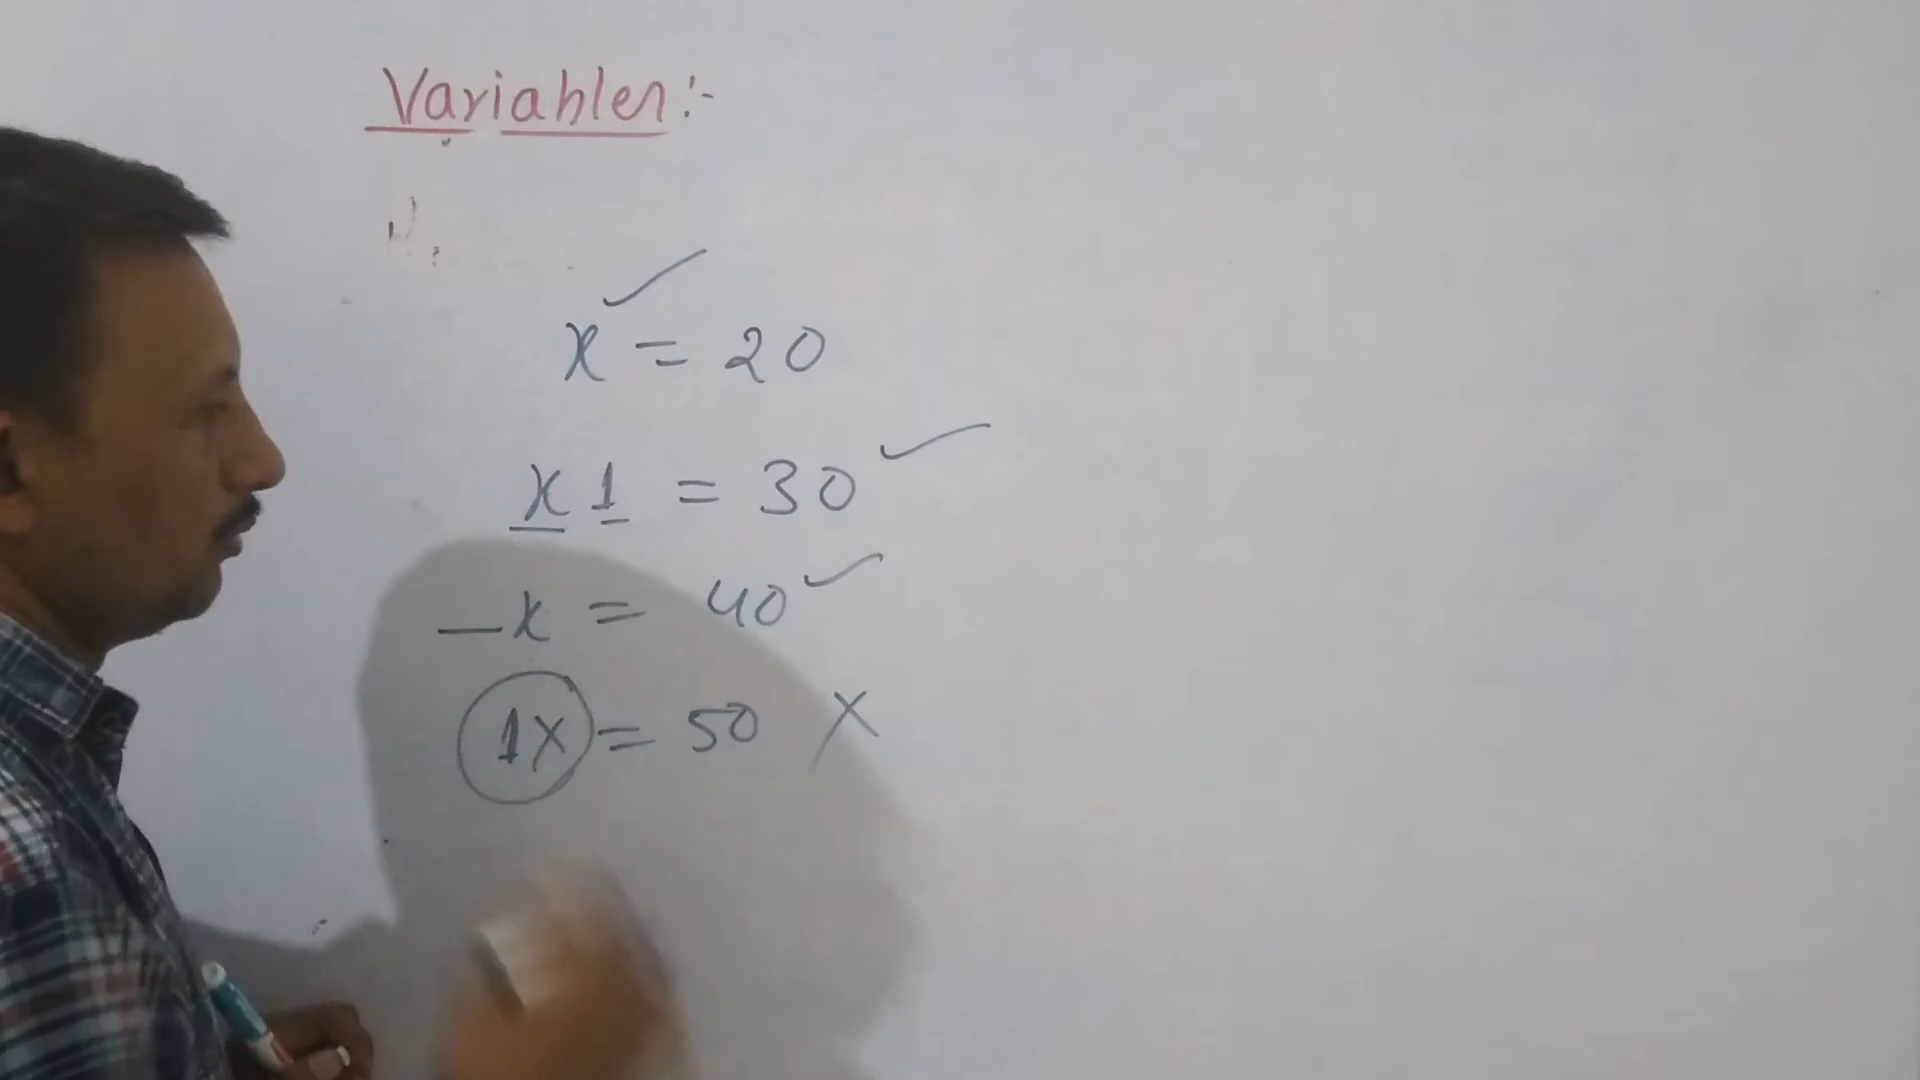 Variables:-
x = 20
x1 = 30
_x = 40
1x = 50 X